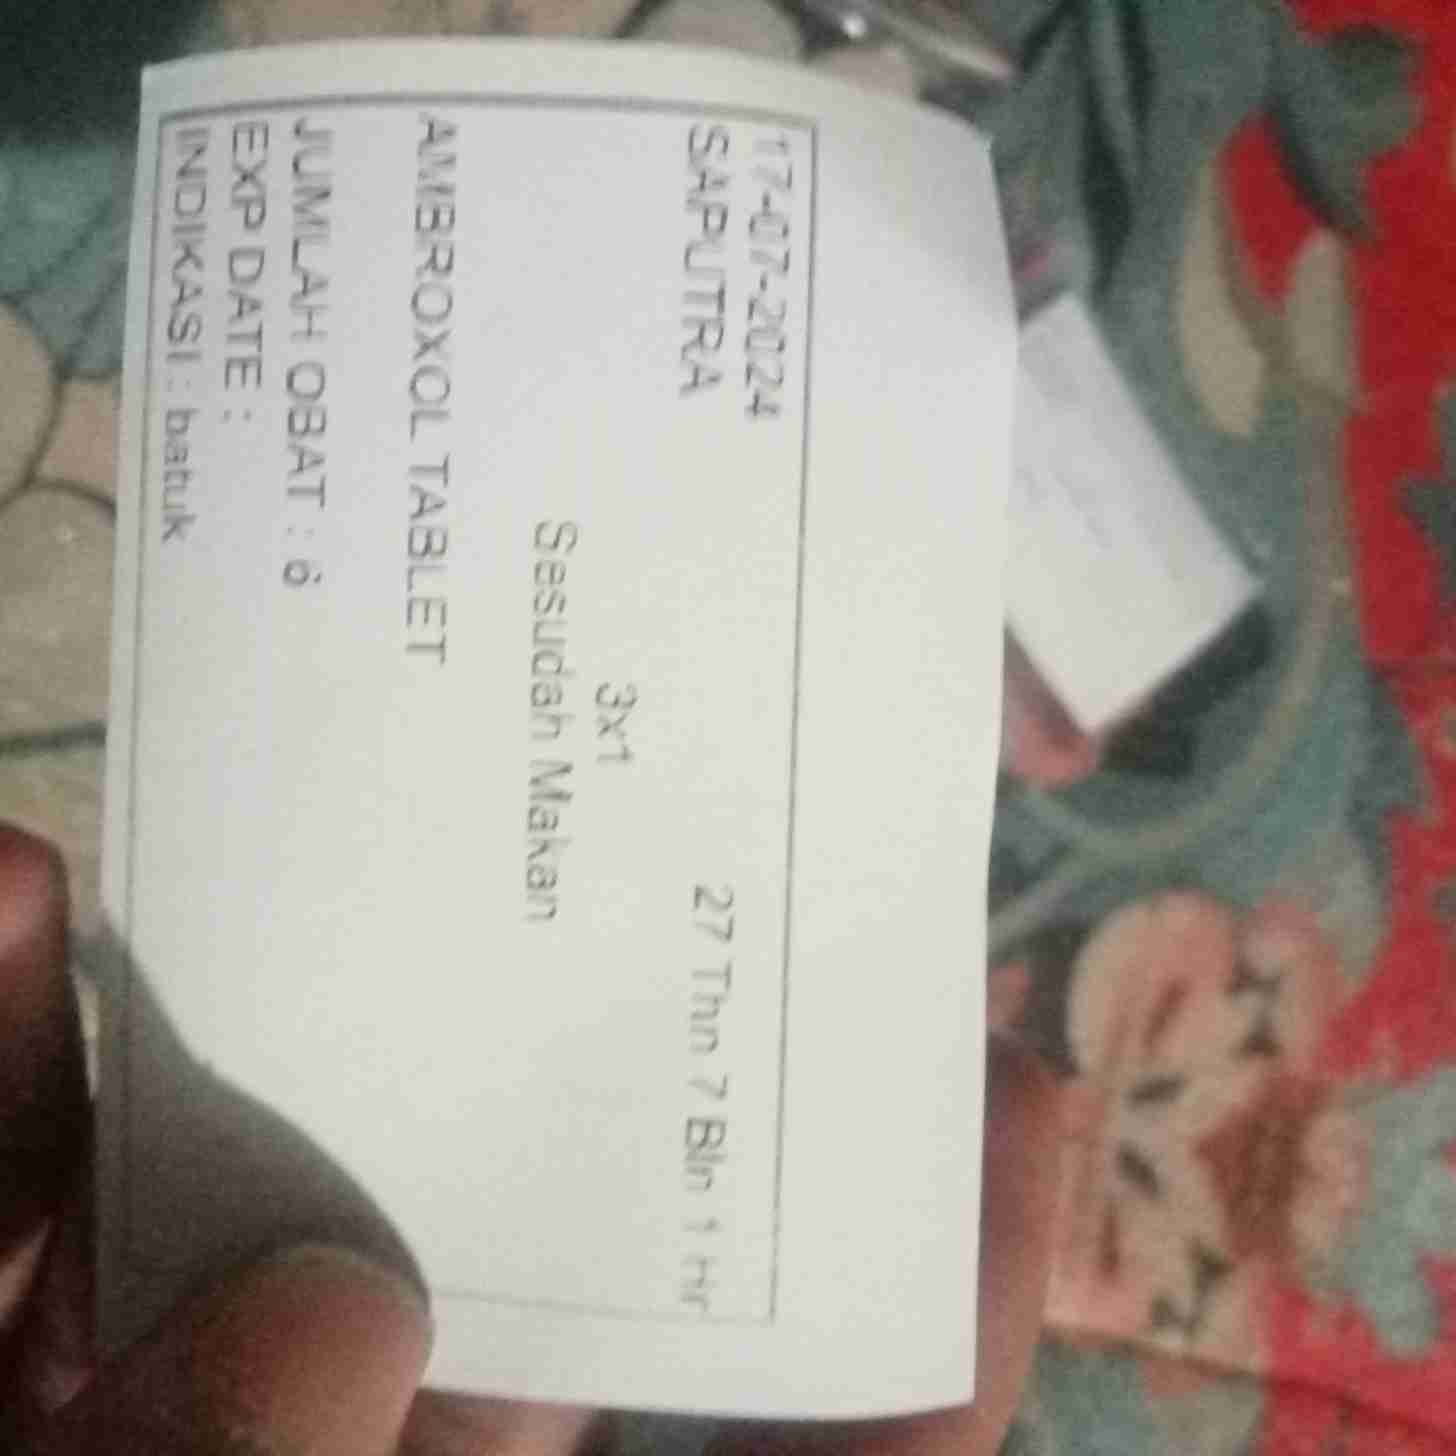 17-07-2024
SAPUTRA 27 Thn 7 Bln 1 Hr
3x1
Sesudah Makan
AMBROXOL TABLET
JUMLAH OBAT : 6
EXP DATE :
INDIKASI : batuk